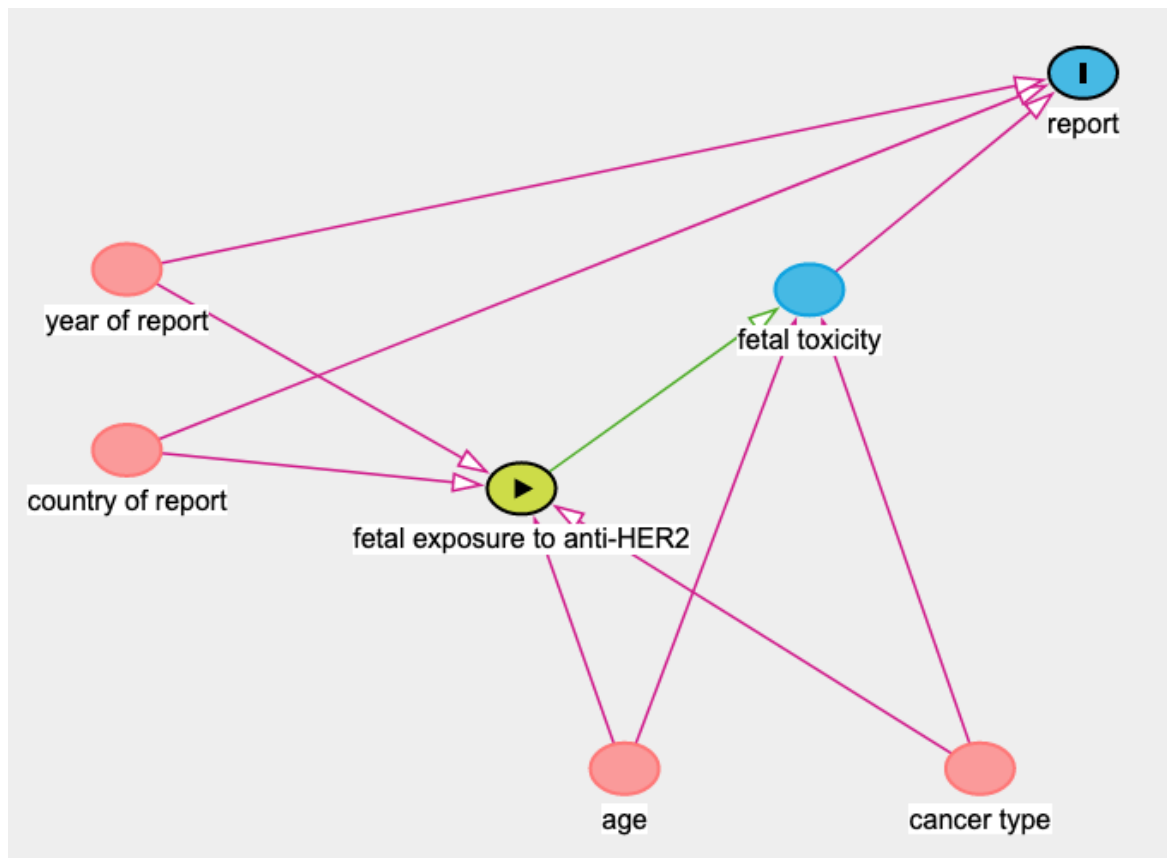 report
year of report
fetal toxicity
country of report
fetal exposure to anti-HER2
age
cancer type